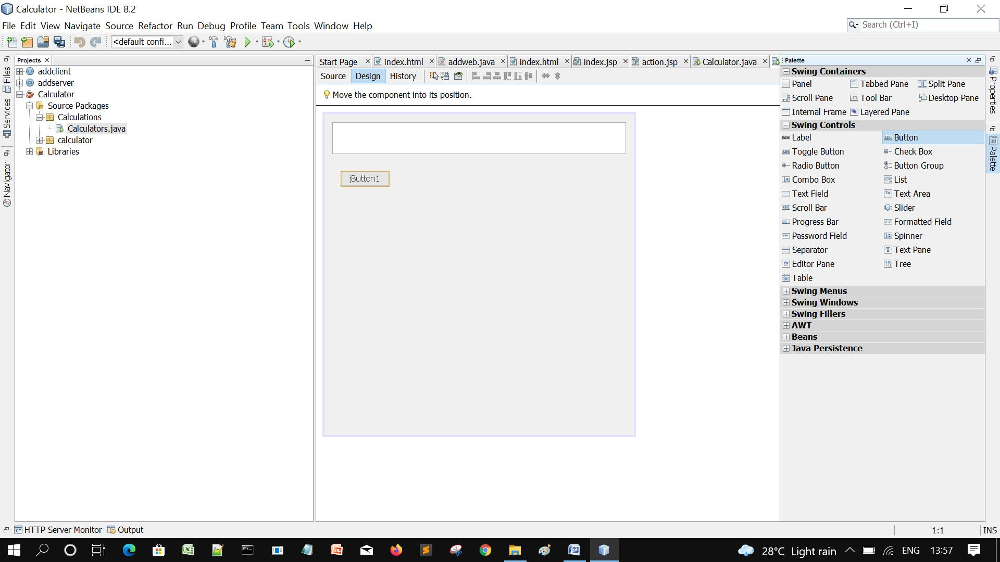 Calculator - NetBeans IDE 8.2
File Edit View Navigate Source Refactor Run Debug Profile Team Tools Window Help
Search (Ctrl+I)
<default confi...
Files
Services
Navigator
Projects
addclient
addserver
Calculator
Source Packages
Calculations
Calculators.java
calculator
Libraries
Start Page index.html addweb.java index.html index.jsp action.jsp Calculator.java
Source Design History
Move the component into its position.
jButton1
Palette
Swing Containers
Panel Tabbed Pane Split Pane
Scroll Pane Tool Bar Desktop Pane
Internal Frame Layered Pane
Swing Controls
label Label OK Button
ON Toggle Button Check Box
Radio Button Button Group
Combo Box List
Text Field Text Area
Scroll Bar Slider
Progress Bar Formatted Field
Password Field Spinner
Separator Text Pane
Editor Pane Tree
Table
Swing Menus
Swing Windows
Swing Fillers
AWT
Beans
Java Persistence
Properties
Palette
HTTP Server Monitor Output
1:1 INS
28°C Light rain ENG 13:57